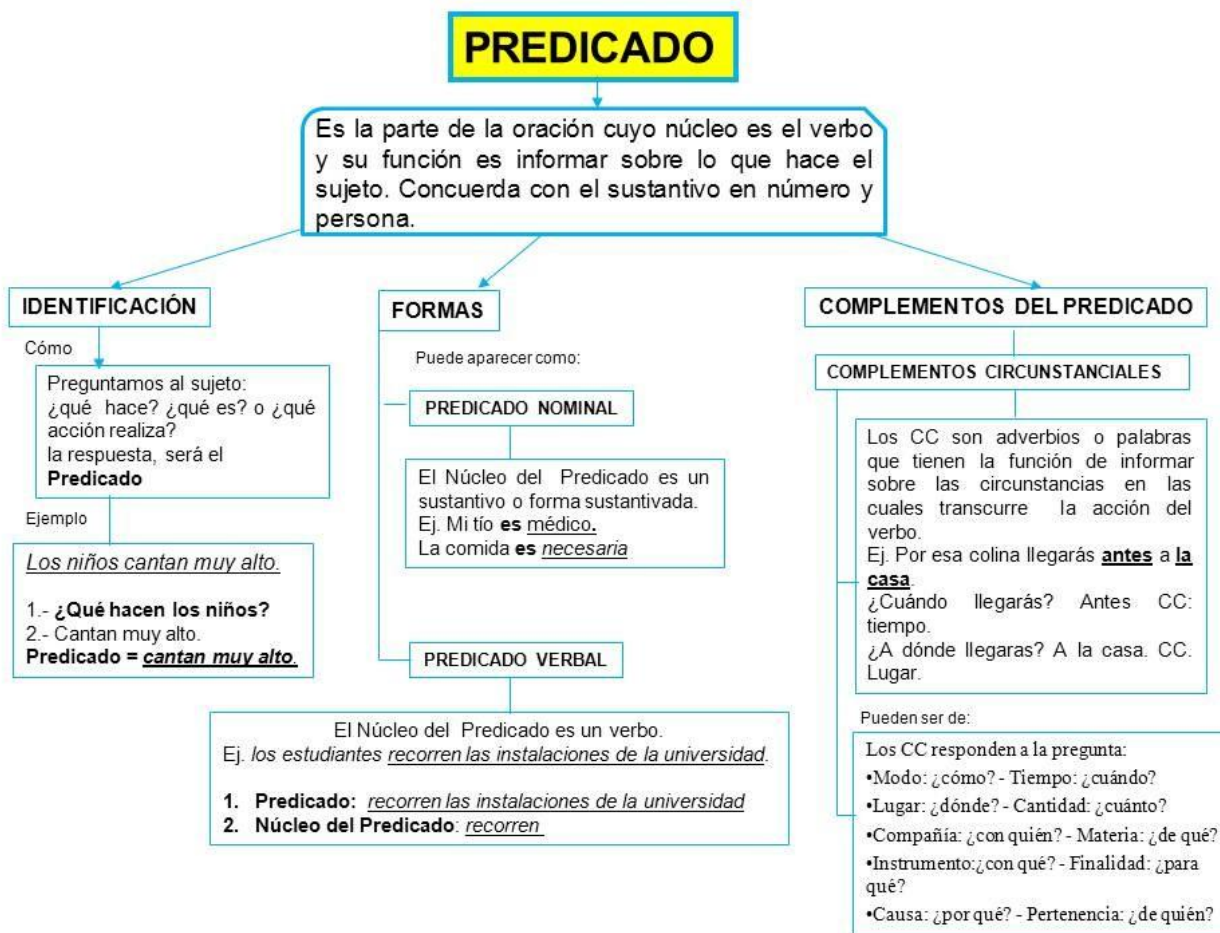 PREDICADO
Es la parte de la oración cuyo núcleo es el verbo
y su función es informar sobre lo que hace el
sujeto. Concuerda con el sustantivo en número y
persona.
IDENTIFICACIÓN
Cómo
Preguntamos al sujeto:
¿qué hace? ¿qué es? o ¿qué
acción realiza?
la respuesta, será el
Predicado
Ejemplo
Los niños cantan muy alto.
1.- ¿Qué hacen los niños?
2.- Cantan muy alto.
Predicado = cantan muy alto.
FORMAS
Puede aparecer como:
PREDICADO NOMINAL
El Núcleo del Predicado es un
sustantivo o forma sustantivada.
Ej. Mi tío es médico.
La comida es necesaria
PREDICADO VERBAL
El Núcleo del Predicado es un verbo.
Ej. los estudiantes recorren las instalaciones de la universidad.
1. Predicado: recorren las instalaciones de la universidad
2. Núcleo del Predicado: recorren
COMPLEMENTOS DEL PREDICADO
COMPLEMENTOS CIRCUNSTANCIALES
Los CC son adverbios o palabras
que tienen la función de informar
sobre las circunstancias en las
cuales transcurre la acción del
verbo.
Ej. Por esa colina llegarás antes a la
casa.
¿Cuándo llegarás? Antes CC:
tiempo.
¿A dónde llegaras? A la casa. CC.
Lugar.
Pueden ser de:
Los CC responden a la pregunta:
•Modo: ¿cómo? - Tiempo: ¿cuándo?
•Lugar: ¿dónde? - Cantidad: ¿cuánto?
•Compañía: ¿con quién? - Materia: ¿de qué?
•Instrumento:¿con qué? - Finalidad: ¿para
qué?
•Causa: ¿por qué? - Pertenencia: ¿de quién?